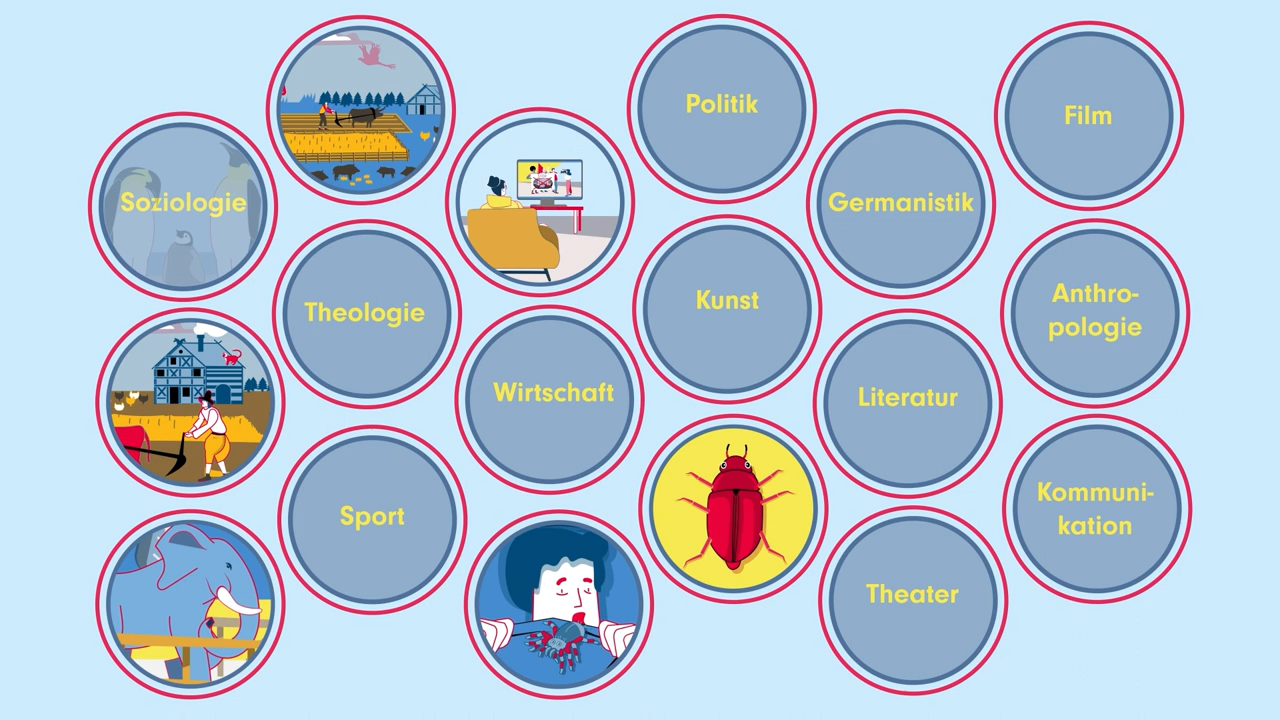 Politik
Film
Soziologie
Germanistik
Theologie
Kunst
Anthro-
pologie
Wirtschaft
Literatur
Sport
Kommuni-
kation
Theater